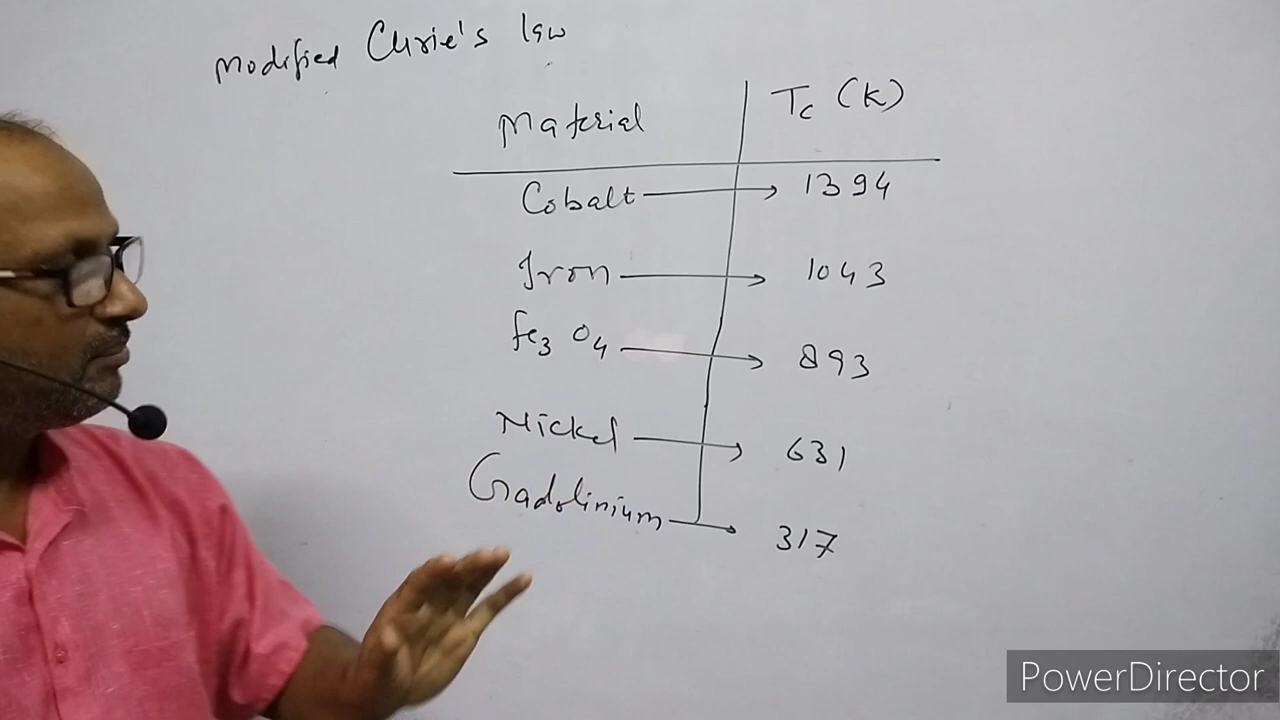 Modified Curie's law
Material Tc (K)
Cobalt → 1394
Iron → 1043
Fe3 O4 → 893
Nickel → 631
Gadolinium → 317
PowerDirector